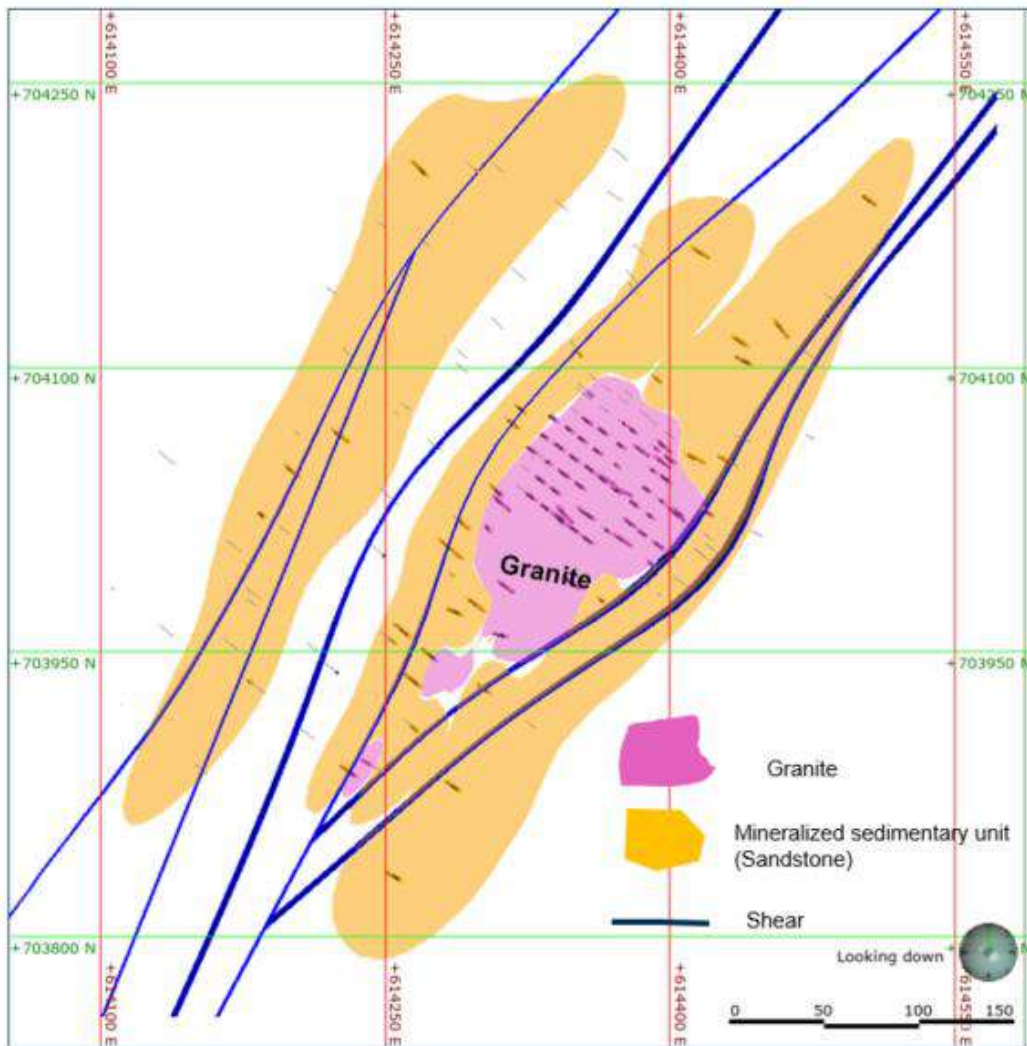 +614100 E
+614250 E
+614400 E
+614550 E
+704250 N
+704250 N
+704100 N
+704100 N
Granite
+703950 N
+703950 N
Granite
Mineralized sedimentary unit
(Sandstone)
Shear
+703800 N
Looking down
0 50 100 150
+614100 E
+614250 E
+614400 E
+614550 E